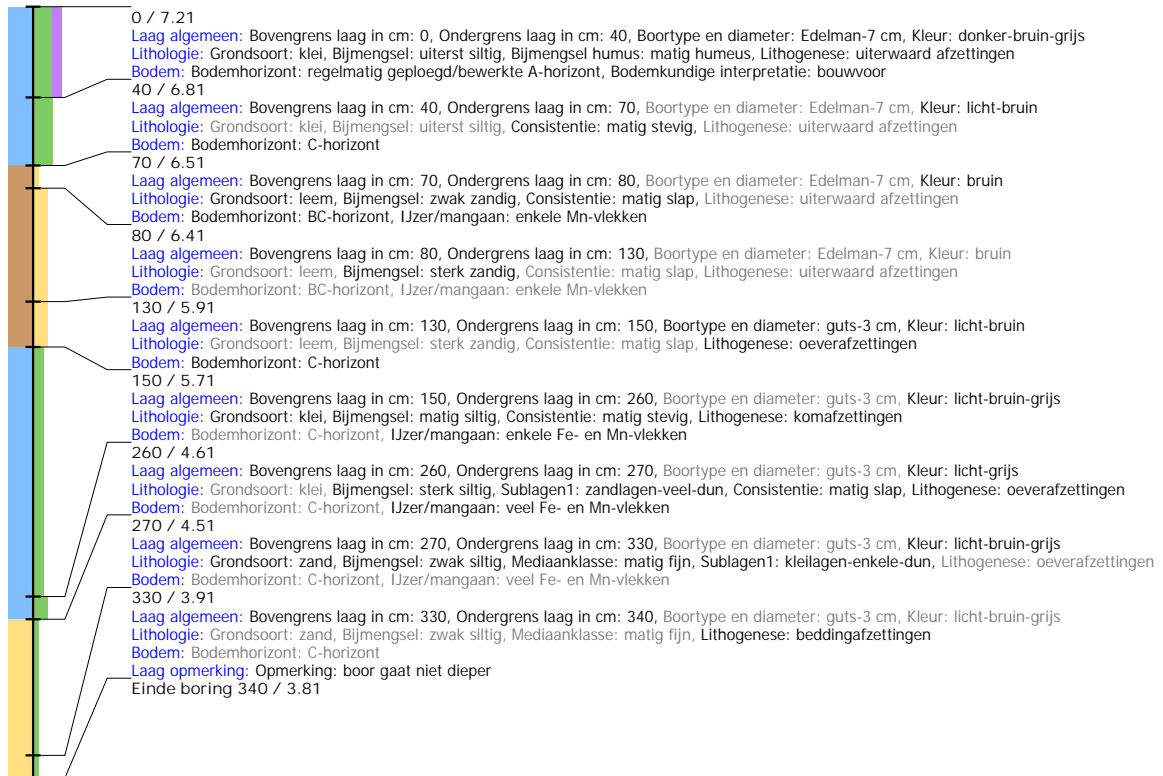 0 / 7.21
Laag algemeen: Bovengrens laag in cm: 0, Ondergrens laag in cm: 40, Boortype en diameter: Edelman-7 cm, Kleur: donker-bruin-grijs
Lithologie: Grondsoort: klei, Bijmengsel: uiterst siltig, Bijmengsel humus: matig humeus, Lithogenese: uiterwaard afzettingen
Bodem: Bodemhorizont: regelmatig geploegd/bewerkte A-horizont, Bodemkundige interpretatie: bouwvoor
40 / 6.81
Laag algemeen: Bovengrens laag in cm: 40, Ondergrens laag in cm: 70, Boortype en diameter: Edelman-7 cm, Kleur: licht-bruin
Lithologie: Grondsoort: klei, Bijmengsel: uiterst siltig, Consistentie: matig stevig, Lithogenese: uiterwaard afzettingen
Bodem: Bodemhorizont: C-horizont
70 / 6.51
Laag algemeen: Bovengrens laag in cm: 70, Ondergrens laag in cm: 80, Boortype en diameter: Edelman-7 cm, Kleur: bruin
Lithologie: Grondsoort: leem, Bijmengsel: zwak zandig, Consistentie: matig slap, Lithogenese: uiterwaard afzettingen
Bodem: Bodemhorizont: BC-horizont, IJzer/mangaan: enkele Mn-vlekken
80 / 6.41
Laag algemeen: Bovengrens laag in cm: 80, Ondergrens laag in cm: 130, Boortype en diameter: Edelman-7 cm, Kleur: bruin
Lithologie: Grondsoort: leem, Bijmengsel: sterk zandig, Consistentie: matig slap, Lithogenese: uiterwaard afzettingen
Bodem: Bodemhorizont: BC-horizont, IJzer/mangaan: enkele Mn-vlekken
130 / 5.91
Laag algemeen: Bovengrens laag in cm: 130, Ondergrens laag in cm: 150, Boortype en diameter: guts-3 cm, Kleur: licht-bruin
Lithologie: Grondsoort: leem, Bijmengsel: sterk zandig, Consistentie: matig slap, Lithogenese: oeverafzettingen
Bodem: Bodemhorizont: C-horizont
150 / 5.71
Laag algemeen: Bovengrens laag in cm: 150, Ondergrens laag in cm: 260, Boortype en diameter: guts-3 cm, Kleur: licht-bruin-grijs
Lithologie: Grondsoort: klei, Bijmengsel: matig siltig, Consistentie: matig stevig, Lithogenese: komafzettingen
Bodem: Bodemhorizont: C-horizont, IJzer/mangaan: enkele Fe- en Mn-vlekken
260 / 4.61
Laag algemeen: Bovengrens laag in cm: 260, Ondergrens laag in cm: 270, Boortype en diameter: guts-3 cm, Kleur: licht-grijs
Lithologie: Grondsoort: klei, Bijmengsel: sterk siltig, Sublagen1: zandlagen-veel-dun, Consistentie: matig slap, Lithogenese: oeverafzettingen
Bodem: Bodemhorizont: C-horizont, IJzer/mangaan: veel Fe- en Mn-vlekken
270 / 4.51
Laag algemeen: Bovengrens laag in cm: 270, Ondergrens laag in cm: 330, Boortype en diameter: guts-3 cm, Kleur: licht-bruin-grijs
Lithologie: Grondsoort: zand, Bijmengsel: zwak siltig, Mediaanklasse: matig fijn, Sublagen1: kleilagen-enkele-dun, Lithogenese: oeverafzettingen
Bodem: Bodemhorizont: C-horizont, IJzer/mangaan: veel Fe- en Mn-vlekken
330 / 3.91
Laag algemeen: Bovengrens laag in cm: 330, Ondergrens laag in cm: 340, Boortype en diameter: guts-3 cm, Kleur: licht-bruin-grijs
Lithologie: Grondsoort: zand, Bijmengsel: zwak siltig, Mediaanklasse: matig fijn, Lithogenese: beddingafzettingen
Bodem: Bodemhorizont: C-horizont
Laag opmerking: Opmerking: boor gaat niet dieper
Einde boring 340 / 3.81